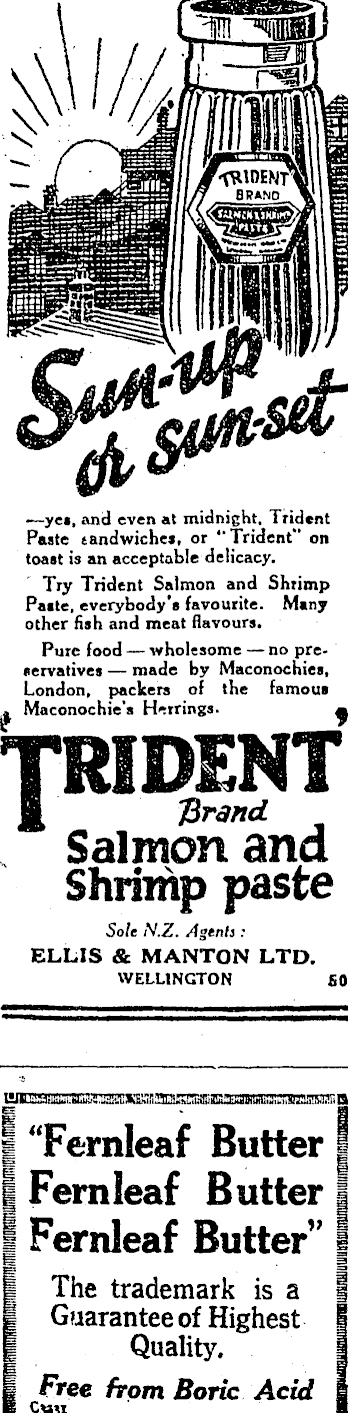 TRIDENT
BRAND
SALMON & SHRIMP
PASTE
Sun-up
or sun-set
—yes, and even at midnight, Trident
Paste sandwiches, or "Trident" on
toast is an acceptable delicacy.
Try Trident Salmon and Shrimp
Paste, everybody's favourite. Many
other fish and meat flavours.
Pure food — wholesome — no pre-
servatives — made by Maconochies,
London, packers of the famous
Maconochie's Herrings.
'TRIDENT'
Brand
Salmon and
Shrimp paste
Sole N.Z. Agents:
ELLIS & MANTON LTD.
WELLINGTON 50
"Fernleaf Butter
Fernleaf Butter
Fernleaf Butter"
The trademark is a
Guarantee of Highest
Quality.
Free from Boric Acid